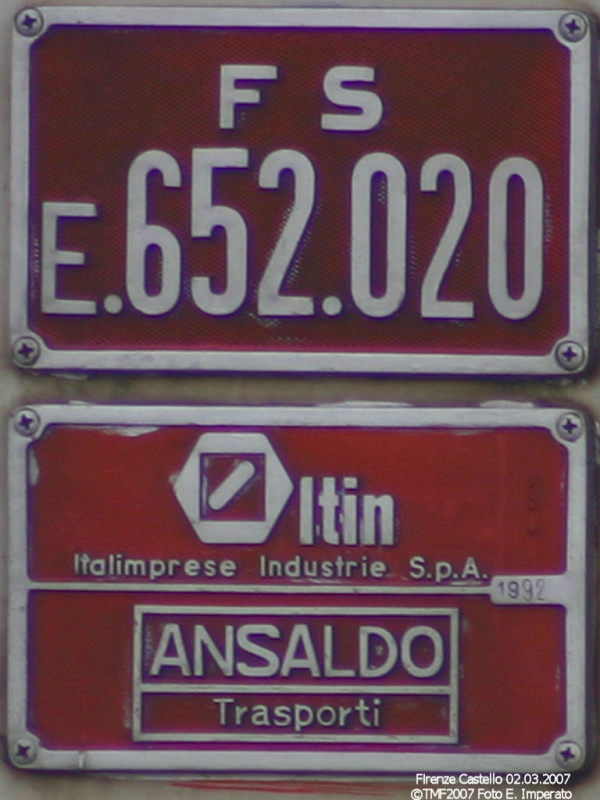 F S
E.652.020
Itin
Italimprese Industrie S.p.A.
1992
ANSALDO
Trasporti
Firenze Castello 02.03.2007
©TMF2007 Foto E. Imperato